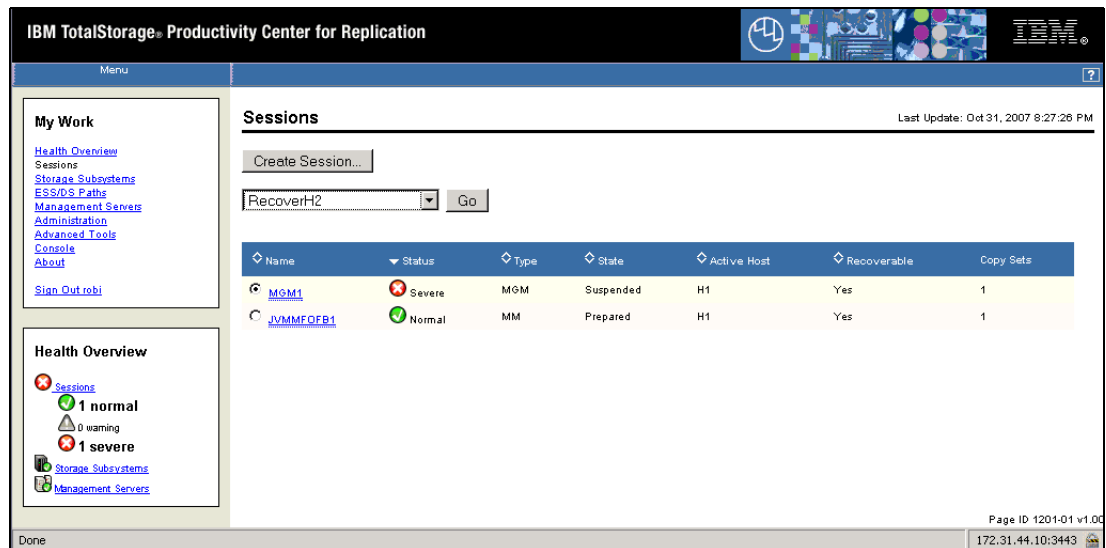 IBM TotalStorage® Productivity Center for Replication
IBM®
Menu
?
My Work
Health Overview
Sessions
Storage Subsystems
ESS/DS Paths
Management Servers
Administration
Advanced Tools
Console
About
Sign Out robi
Health Overview
Sessions
1 normal
0 warning
1 severe
Storage Subsystems
Management Servers
Sessions
Last Update: Oct 31, 2007 8:27:26 PM
Create Session...
RecoverH2 Go
Name Status Type State Active Host Recoverable Copy Sets
MGM1 Severe MGM Suspended H1 Yes 1
JVMMFOFB1 Normal MM Prepared H1 Yes 1
Page ID 1201-01 v1.00
Done
172.31.44.10:3443